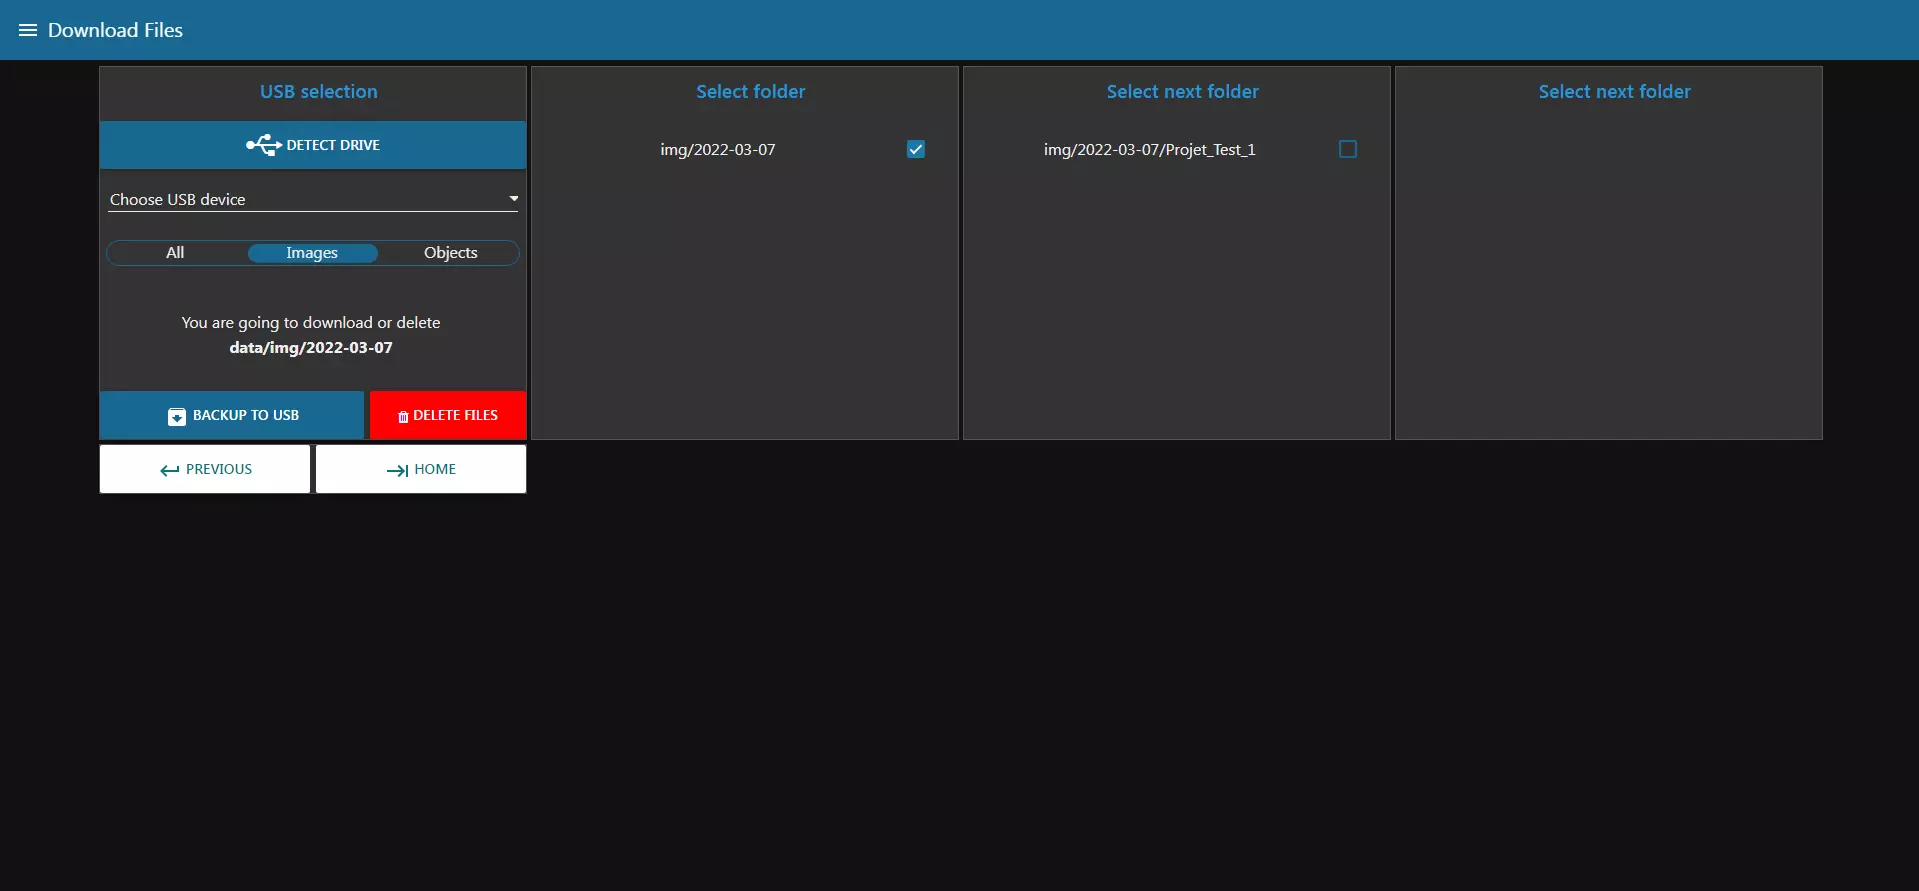 Download Files
USB selection
DETECT DRIVE
Choose USB device
All Images Objects
You are going to download or delete
data/img/2022-03-07
BACKUP TO USB
DELETE FILES
PREVIOUS
HOME
Select folder
img/2022-03-07
Select next folder
img/2022-03-07/Projet_Test_1
Select next folder